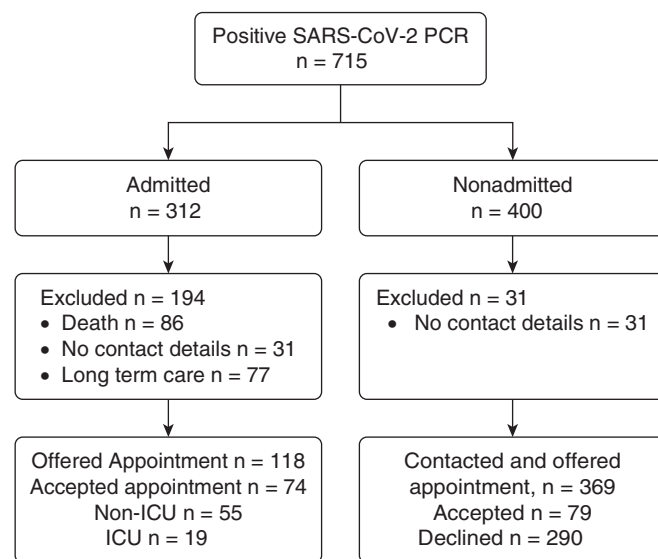 Positive SARS-CoV-2 PCR
n = 715
Admitted
n = 312
Nonadmitted
n = 400
Excluded n = 194
• Death n = 86
• No contact details n = 31
• Long term care n = 77
Excluded n = 31
• No contact details n = 31
Offered Appointment n = 118
Accepted appointment n = 74
Non-ICU n = 55
ICU n = 19
Contacted and offered
appointment, n = 369
Accepted n = 79
Declined n = 290